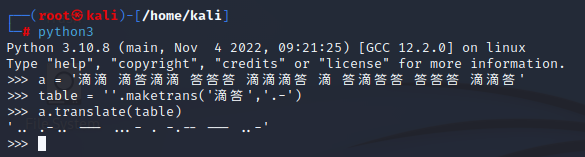 ┌──(root㉿kali)-[/home/kali]
└─# python3
Python 3.10.8 (main, Nov  4 2022, 09:21:25) [GCC 12.2.0] on linux
Type "help", "copyright", "credits" or "license" for more information.
>>> a = '滴滴 滴答滴滴 答答答 滴滴滴答 滴 答滴答答 答答答 滴滴答'
>>> table = ''.maketrans('滴答','.-')
>>> a.translate(table)
'.. .-.. --- ...- . -.-- --- ..-'
>>>